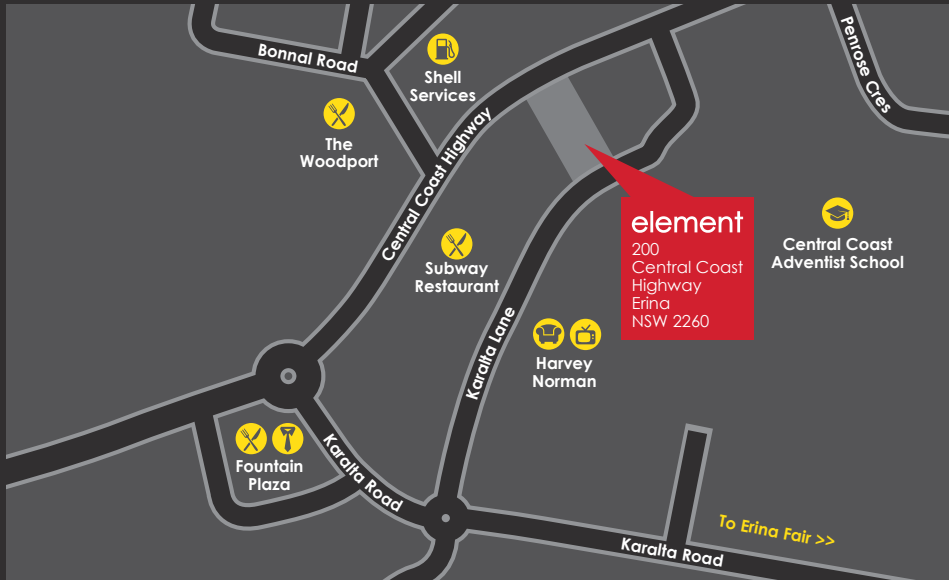 Bonnal Road
Shell
Services
The
Woodport
Central Coast Highway
Penrose Cres
element
200
Central Coast
Highway
Erina
NSW 2260
Central Coast
Adventist School
Subway
Restaurant
Karalta Lane
Harvey
Norman
Fountain
Plaza
Karalta Road
To Erina Fair >>
Karalta Road